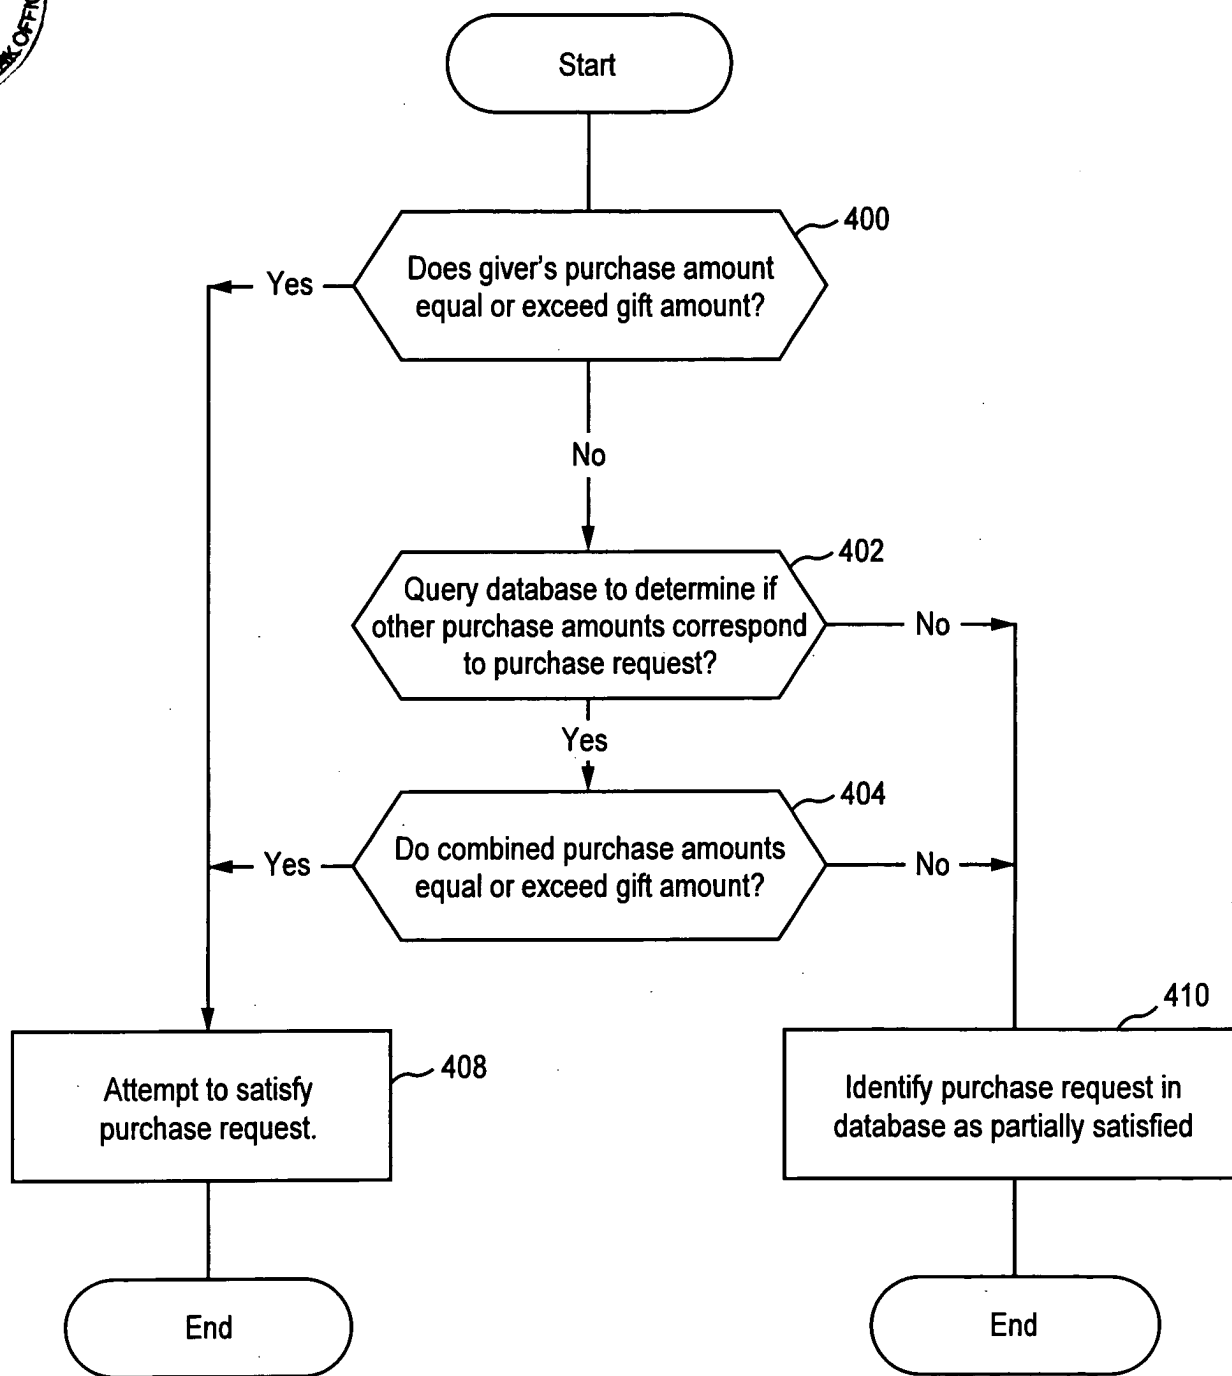 Start
400
Does giver's purchase amount
equal or exceed gift amount?
Yes
No
402
Query database to determine if
other purchase amounts correspond
to purchase request?
No
Yes
404
Do combined purchase amounts
equal or exceed gift amount?
Yes
No
408
Attempt to satisfy
purchase request.
410
Identify purchase request in
database as partially satisfied
End
End